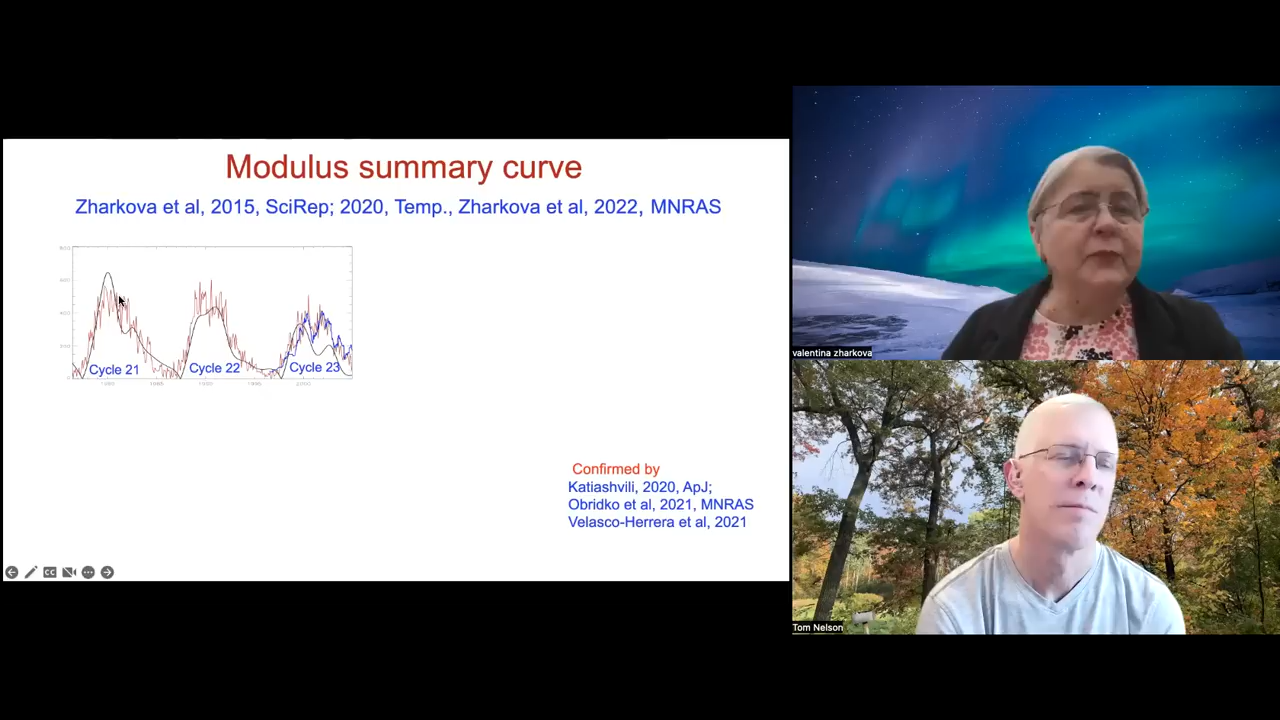 Modulus summary curve
Zharkova et al, 2015, SciRep; 2020, Temp., Zharkova et al, 2022, MNRAS
Cycle 21
Cycle 22
Cycle 23
Confirmed by
Katiashvili, 2020, ApJ;
Obridko et al, 2021, MNRAS
Velasco-Herrera et al, 2021
CC
valentina zharkova
Tom Nelson